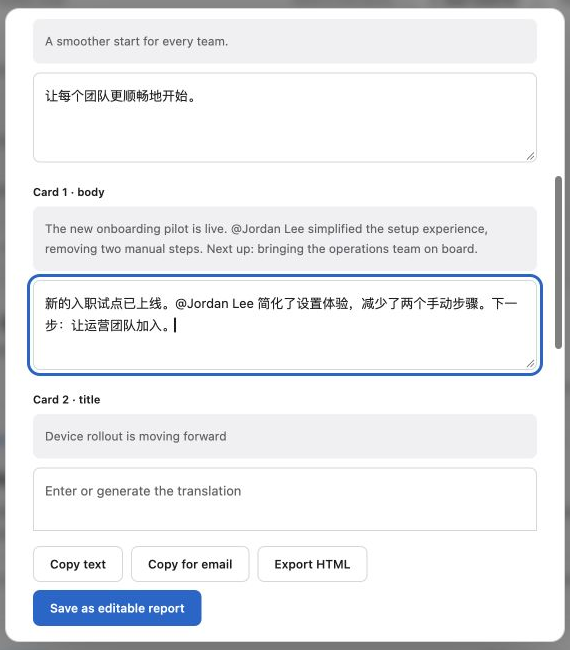 A smoother start for every team.
让每个团队更顺畅地开始。
Card 1 · body
The new onboarding pilot is live. @Jordan Lee simplified the setup experience,
removing two manual steps. Next up: bringing the operations team on board.
新的入职试点已上线。@Jordan Lee 简化了设置体验，减少了两个手动步骤。下一
步：让运营团队加入。
Card 2 · title
Device rollout is moving forward
Enter or generate the translation
Copy text
Copy for email
Export HTML
Save as editable report